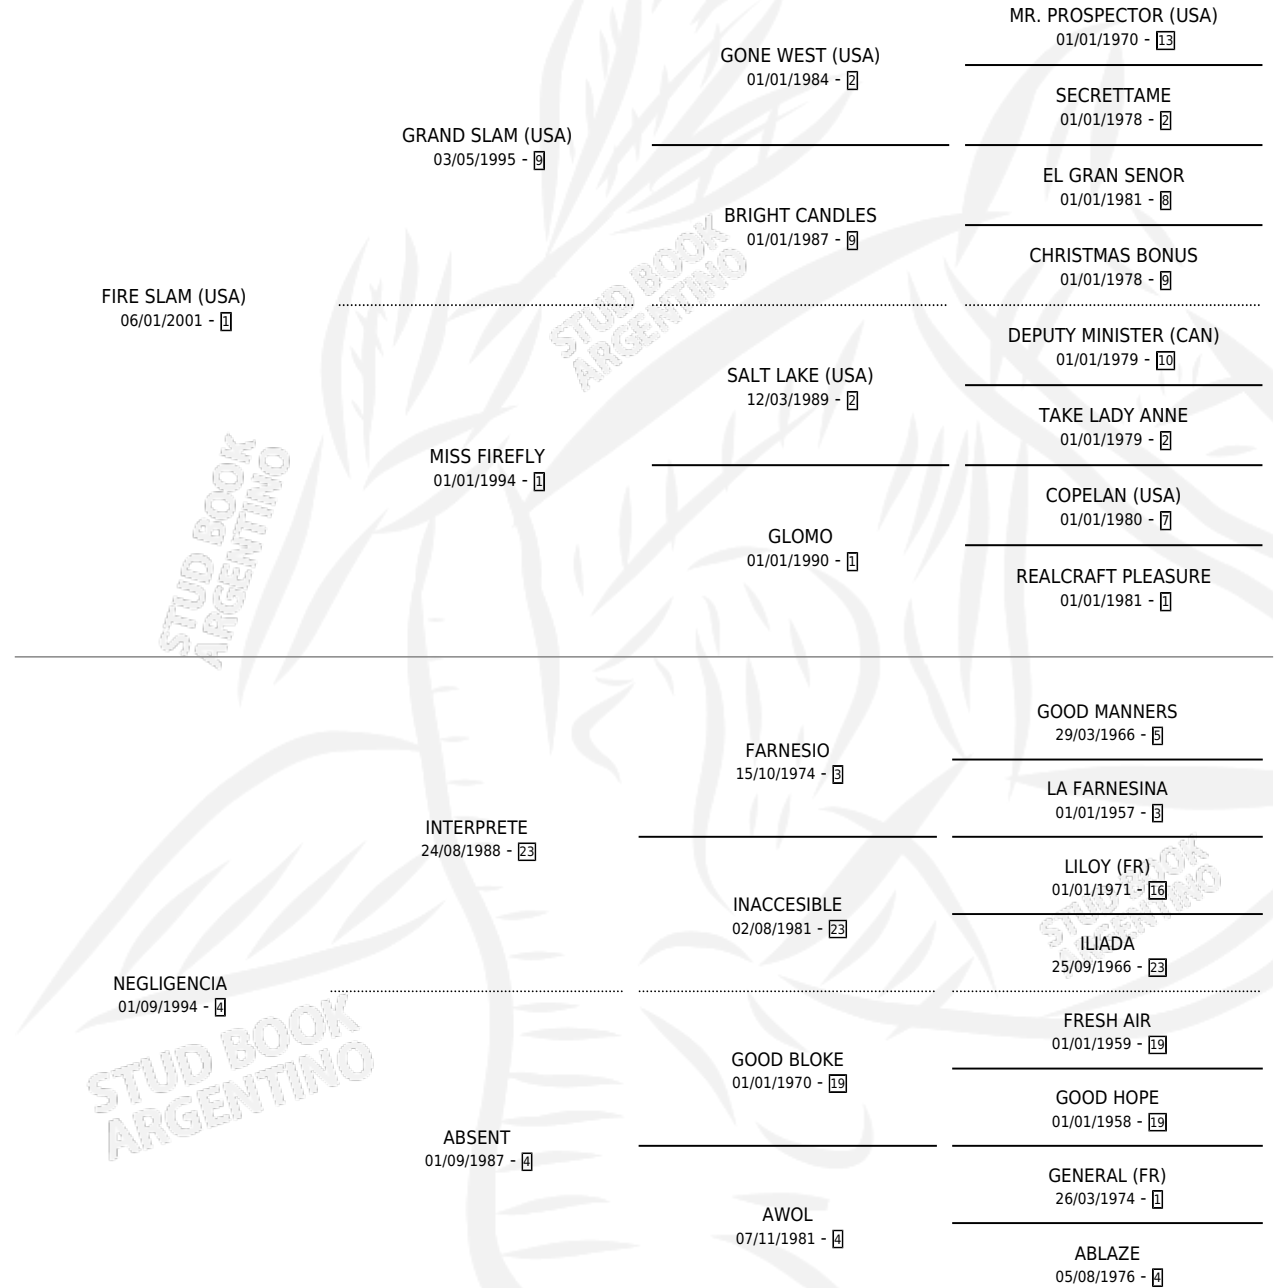 MR. PROSPECTOR (USA)
01/01/1970 - 13
GONE WEST (USA)
01/01/1984 - 2
SECRETTAME
01/01/1978 - 2
GRAND SLAM (USA)
03/05/1995 - 9
EL GRAN SENOR
01/01/1981 - 8
BRIGHT CANDLES
01/01/1987 - 9
CHRISTMAS BONUS
01/01/1978 - 9
FIRE SLAM (USA)
06/01/2001 - 1
DEPUTY MINISTER (CAN)
01/01/1979 - 10
SALT LAKE (USA)
12/03/1989 - 2
TAKE LADY ANNE
01/01/1979 - 2
MISS FIREFLY
01/01/1994 - 1
COPELAN (USA)
01/01/1980 - 7
GLOMO
01/01/1990 - 1
REALCRAFT PLEASURE
01/01/1981 - 1
GOOD MANNERS
29/03/1966 - 5
FARNESIO
15/10/1974 - 3
LA FARNESINA
01/01/1957 - 3
INTERPRETE
24/08/1988 - 23
LILOY (FR)
01/01/1971 - 16
INACCESIBLE
02/08/1981 - 23
ILIADA
25/09/1966 - 23
NEGLIGENCIA
01/09/1994 - 4
FRESH AIR
01/01/1959 - 19
GOOD BLOKE
01/01/1970 - 19
GOOD HOPE
01/01/1958 - 19
ABSENT
01/09/1987 - 4
GENERAL (FR)
26/03/1974 - 1
AWOL
07/11/1981 - 4
ABLAZE
05/08/1976 - 4
STUD BOOK
ARGENTINO
STUD BOOK
ARGENTINO
STUD BOOK
ARGENTINO
STUD BOOK
ARGENTINO